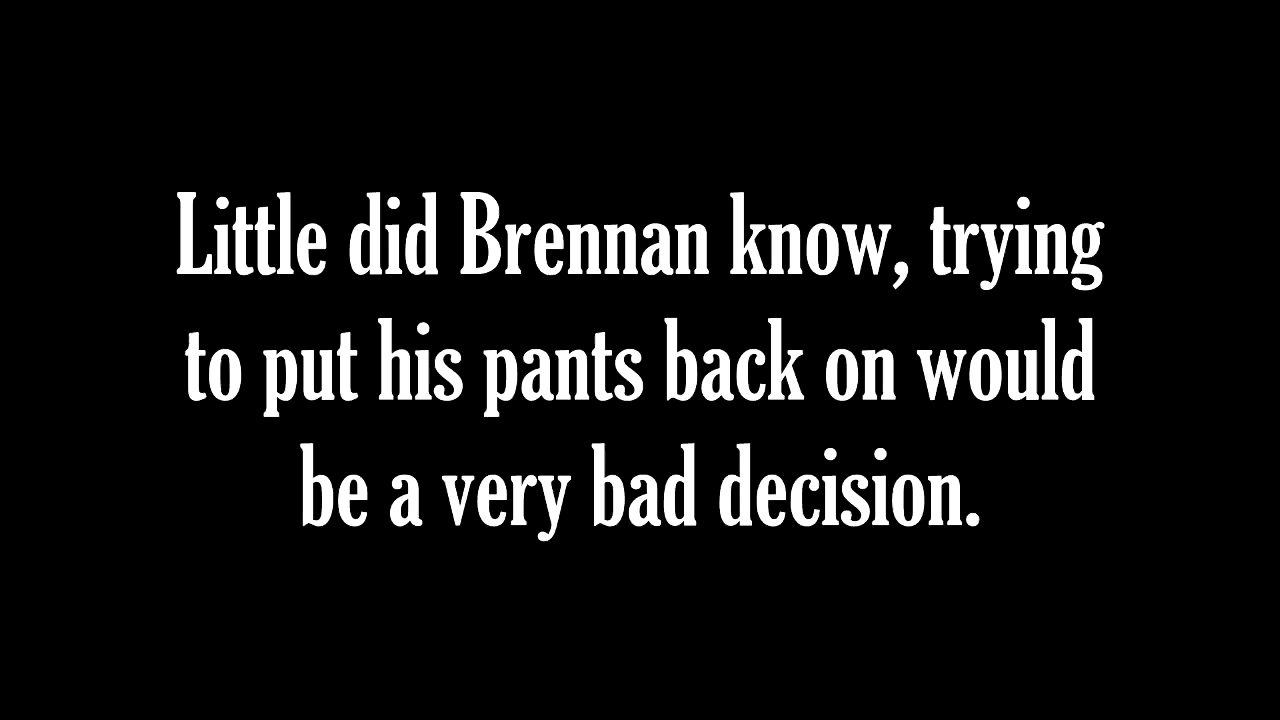 Little did Brennan know, trying
to put his pants back on would
be a very bad decision.